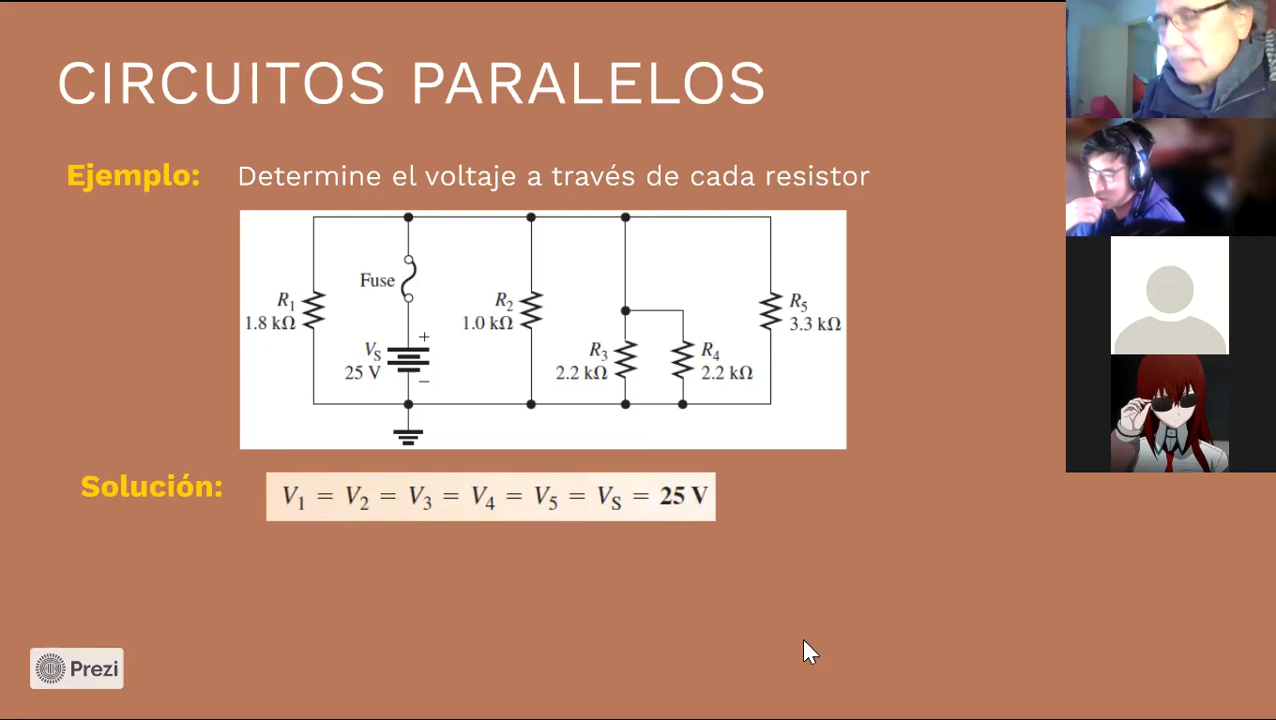 CIRCUITOS PARALELOS
Ejemplo: Determine el voltaje a través de cada resistor
Fuse
R1
1.8 kΩ
VS
25 V
+
−
R2
1.0 kΩ
R3
2.2 kΩ
R4
2.2 kΩ
R5
3.3 kΩ
Solución: V1 = V2 = V3 = V4 = V5 = VS = 25 V
Prezi